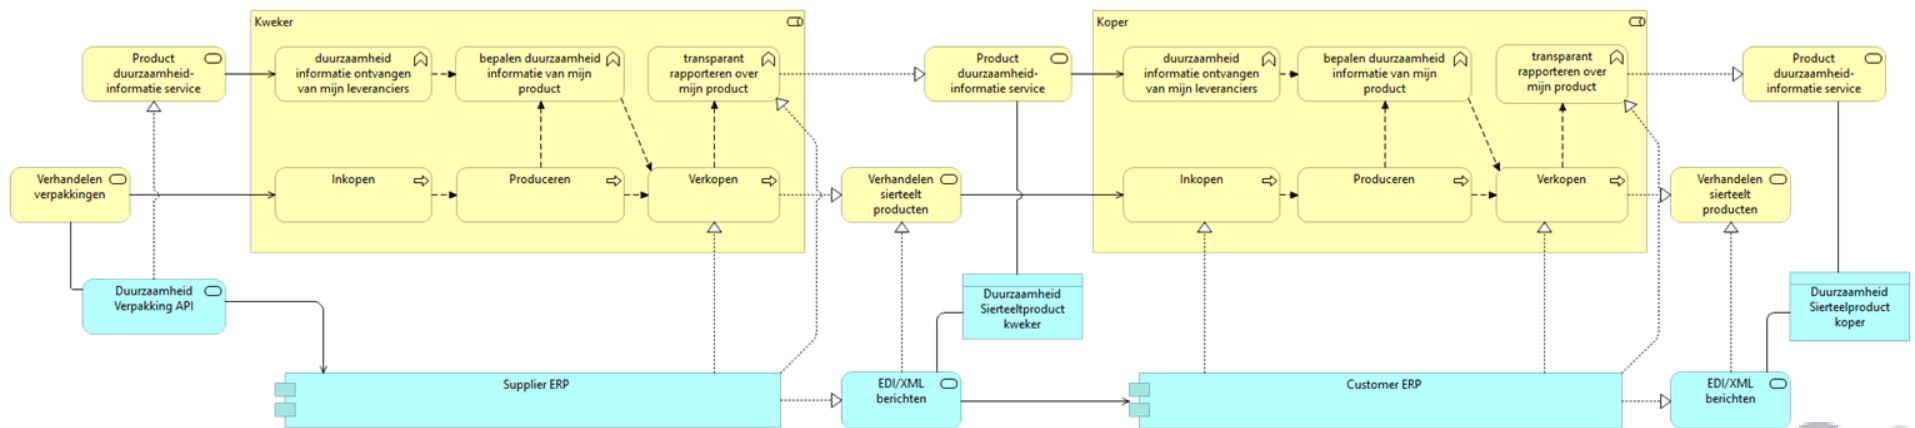 Kweker
Koper
Product
duurzaamheid-
informatie service
duurzaamheid
informatie ontvangen
van mijn leveranciers
bepalen duurzaamheid
informatie van mijn
product
transparant
rapporteren over
mijn product
Product
duurzaamheid-
informatie service
duurzaamheid
informatie ontvangen
van mijn leveranciers
bepalen duurzaamheid
informatie van mijn
product
transparant
rapporteren over
mijn product
Product
duurzaamheid-
informatie service
Verhandelen
verpakkingen
Inkopen
Produceren
Verkopen
Verhandelen
sierteelt
producten
Inkopen
Produceren
Verkopen
Verhandelen
sierteelt
producten
Duurzaamheid
Verpakking API
Duurzaamheid
Sierteeltproduct
kweker
Duurzaamheid
Sierteelproduct
koper
Supplier ERP
EDI/XML
berichten
Customer ERP
EDI/XML
berichten